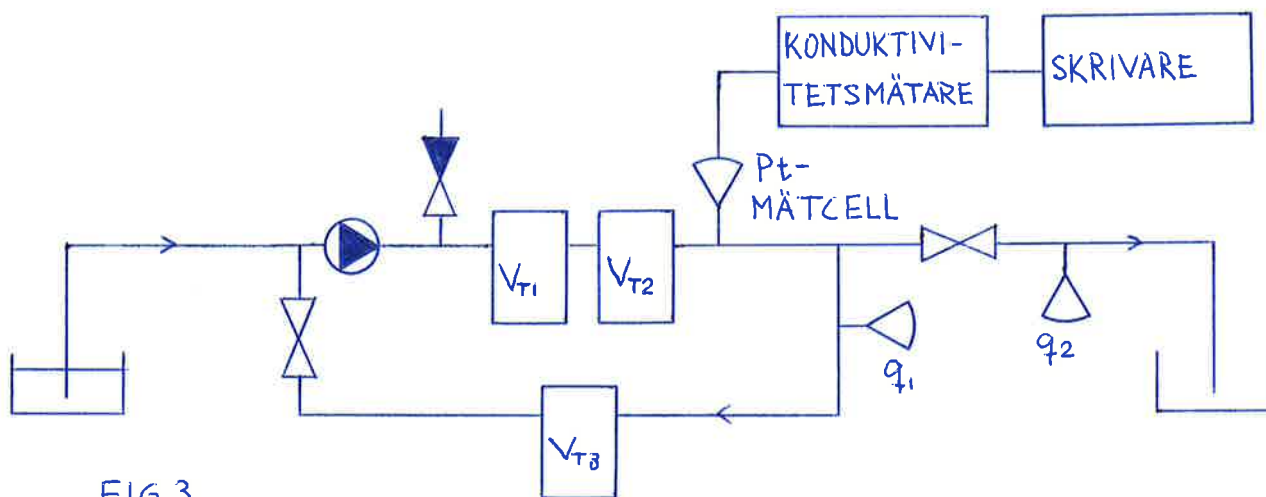 KONDUKTIVI-
TETSMÄTARE
SKRIVARE
Pt-
MÄTCELL
VT1
VT2
q1
q2
VT3
FIG 3